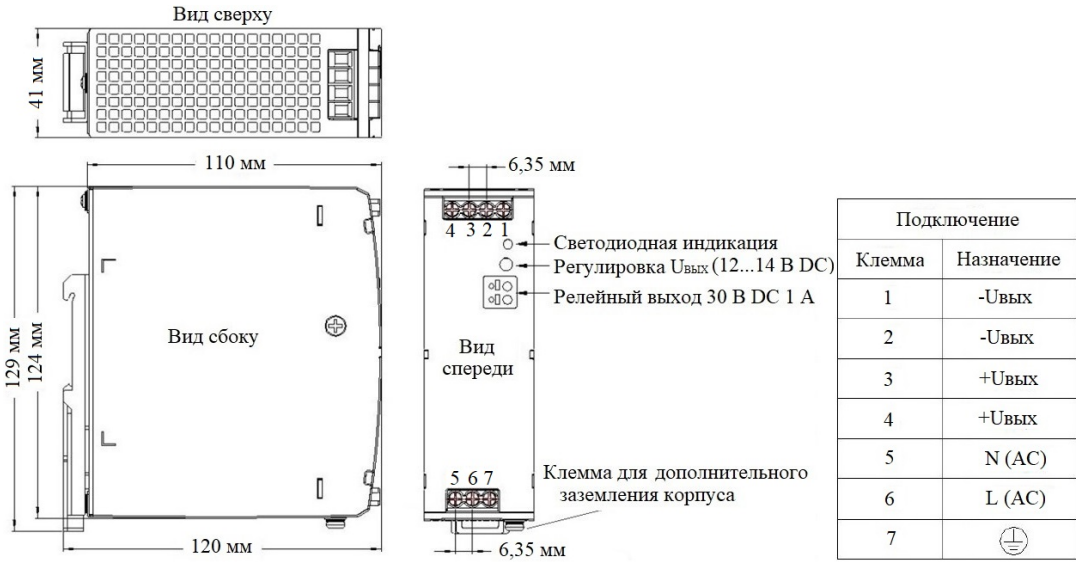 Вид сверху
41 мм
110 мм
6,35 мм
129 мм
124 мм
Вид сбоку
120 мм
4 3 2 1
Светодиодная индикация
Регулировка Uвых (12...14 В DC)
Релейный выход 30 В DC 1 А
Вид
спереди
5 6 7
Клемма для дополнительного
заземления корпуса
6,35 мм
Подключение
Клемма Назначение
1 -Uвых
2 -Uвых
3 +Uвых
4 +Uвых
5 N (AC)
6 L (AC)
7